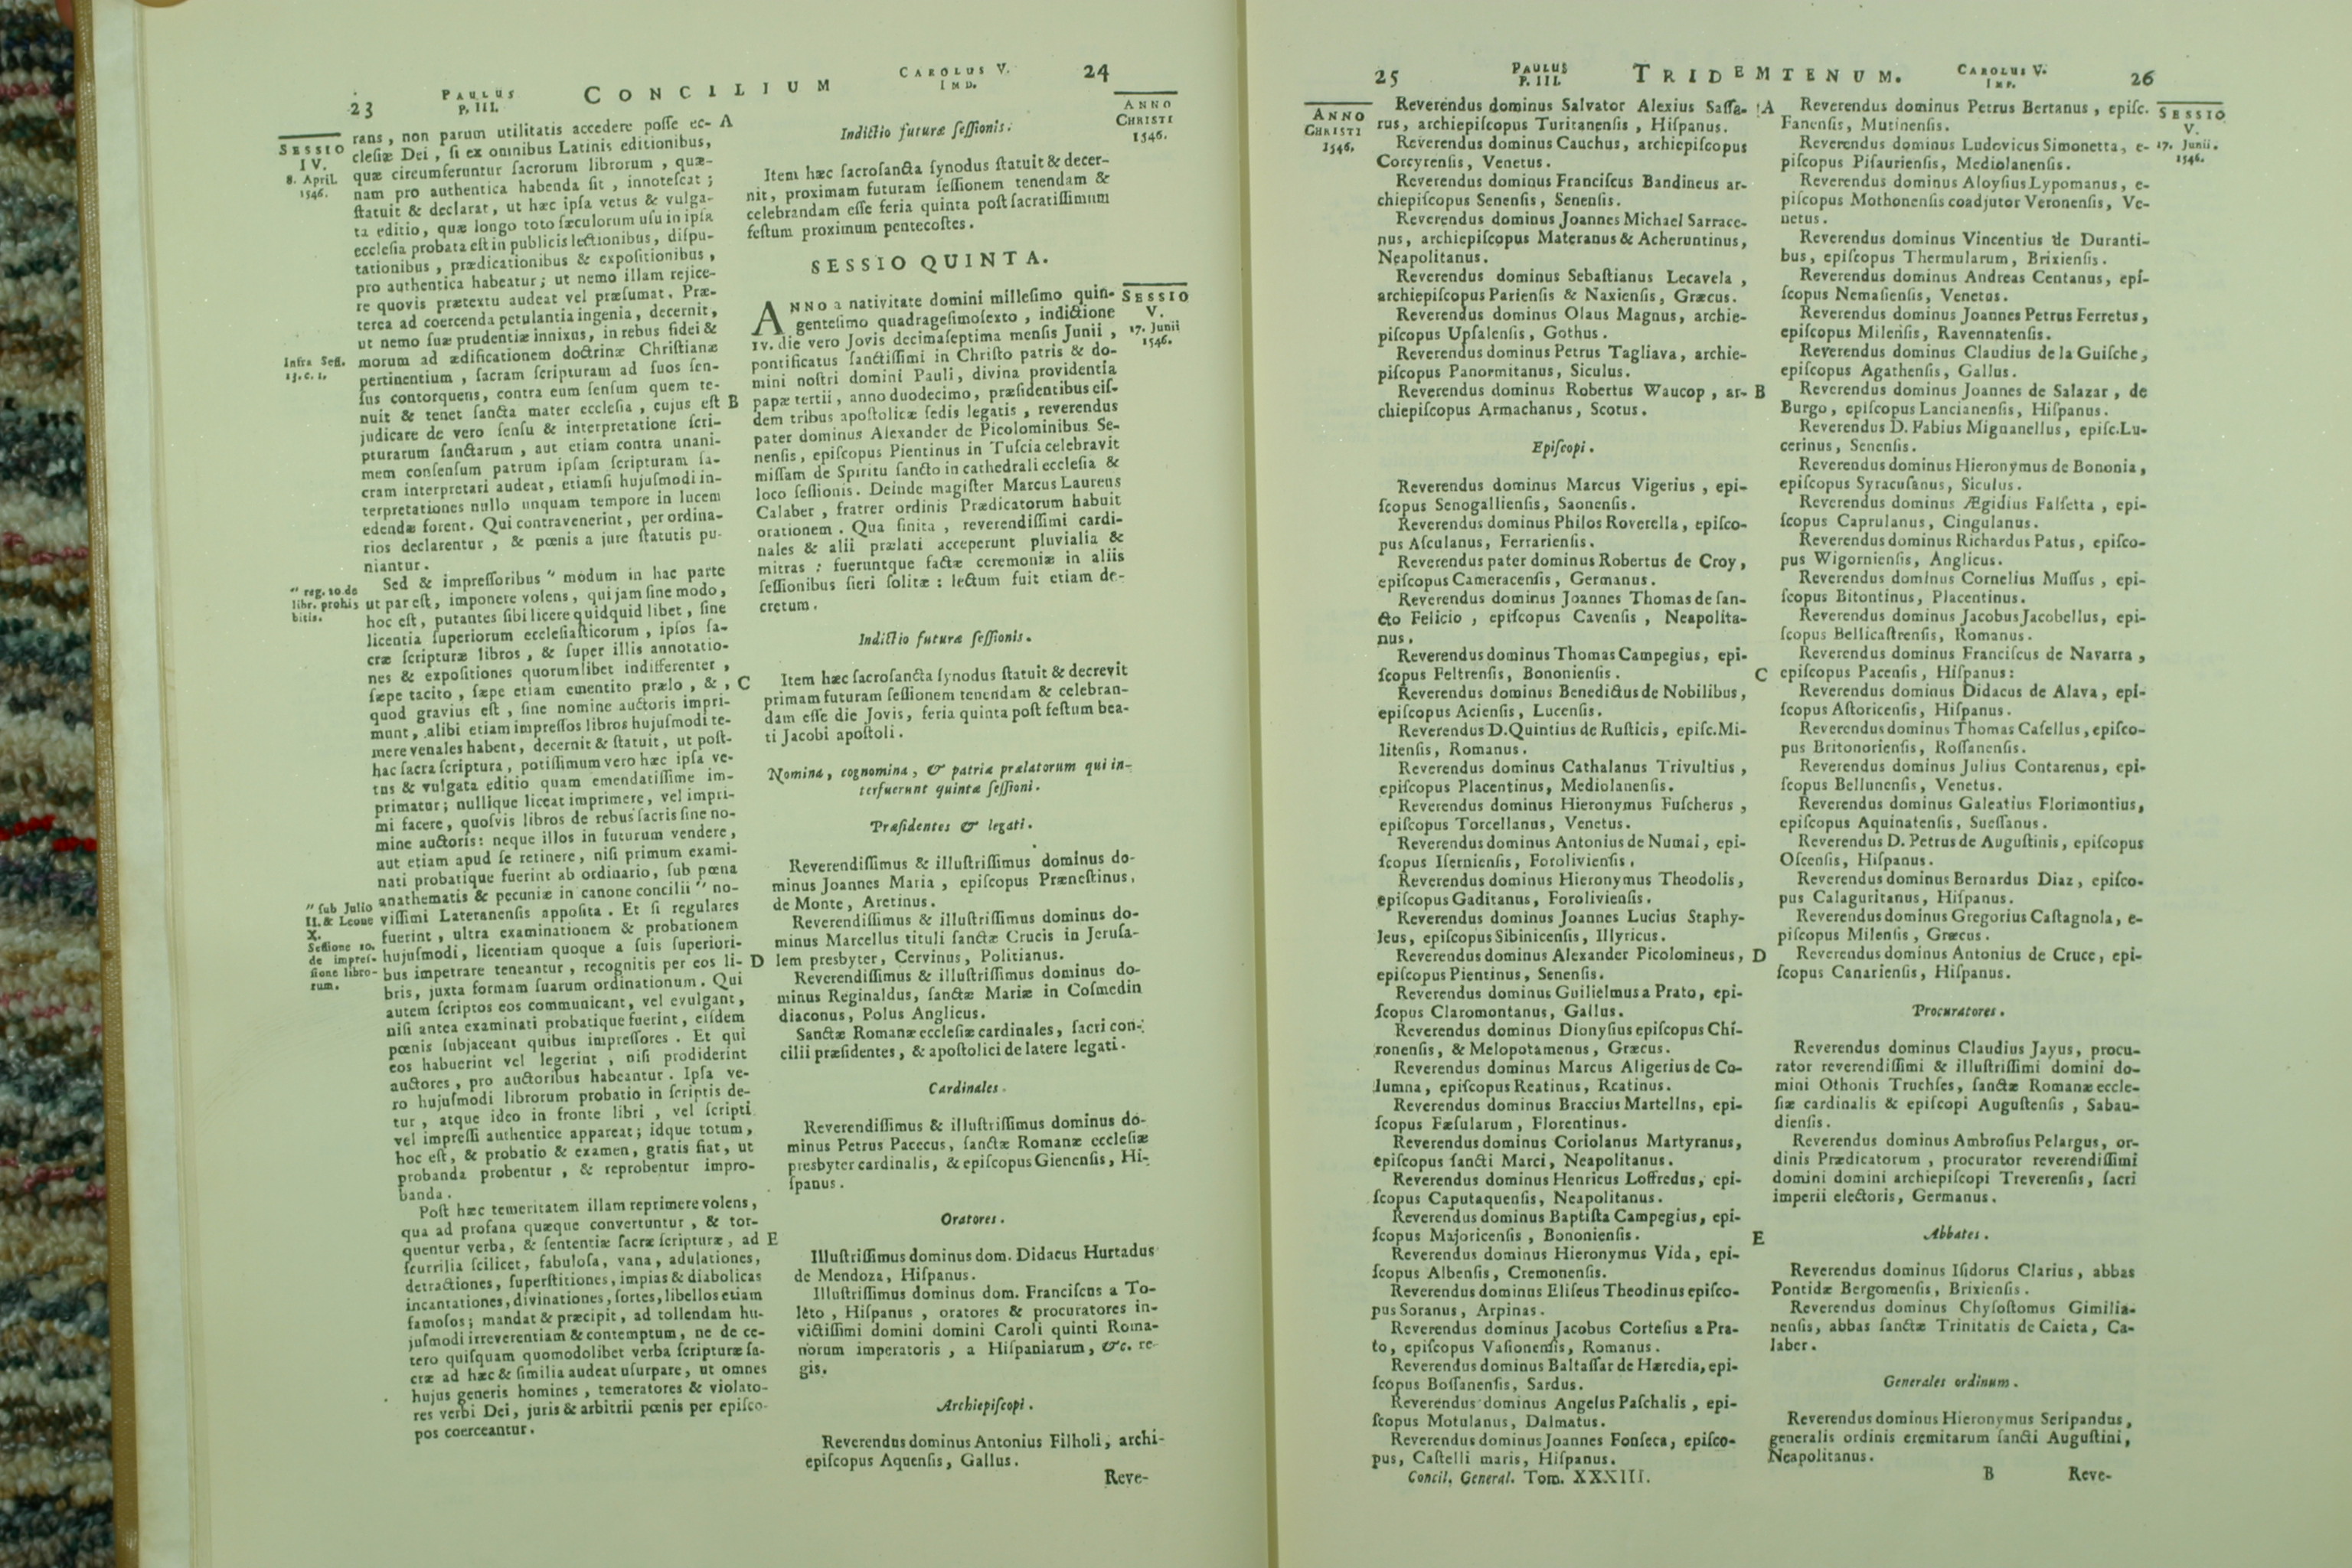 23
PAULUS
P. III.
CONCILIUM
CAROLUS V.
IMD.
24
SESSIO
IV.
8. April.
1546.
rans, non parum utilitatis accedere posse ec- A
clesiæ Dei, si ex omnibus Latinis editionibus,
quæ circumferuntur sacrorum librorum, quæ-
nam pro authentica habenda sit, innotescat;
statuit & declarat, ut hæc ipsa vetus & vulga-
ta editio, quæ longo toto sæculorum usu in ipsa
ecclesia probata est in publicis lectionibus, dispu-
tationibus, prædicationibus & expositionibus,
pro authentica habeatur; ut nemo illam rejice-
re quovis prætextu audeat vel præsumat. Præ-
terea ad coercenda petulantia ingenia, decernit,
ut nemo suæ prudentiæ innixus, in rebus fidei &
Infra Sess.
13. c. 1.
morum ad ædificationem doctrinæ Christianæ
pertinentium, sacram scripturam ad suos sen-
sus contorquens, contra eum sensum quem te-
nuit & tenet sancta mater ecclesia, cujus est B
judicare de vero sensu & interpretatione scri-
pturarum sanctarum, aut etiam contra unani-
mem consensum patrum ipsam scripturam sa-
cram interpretari audeat, etiamsi hujusmodi in-
terpretationes nullo unquam tempore in lucem
edendæ forent. Qui contravenerint, per ordina-
rios declarentur, & pœnis a jure statutis pu-
niantur.
" reg. 10 de
libr. prohi-
bitis.
Sed & impressoribus " modum in hac parte
ut par est, imponere volens, qui jam sine modo,
hoc est, putantes sibi licere quidquid libet, sine
licentia superiorum ecclesiasticorum, ipsos sa-
cræ scripturæ libros, & super illis annotatio-
nes & expositiones quorumlibet indifferenter,
sæpe tacito, sæpe etiam ementito prælo, &, C
quod gravius est, sine nomine auctoris impri-
munt, alibi etiam impressos libros hujusmodi te-
mere venales habent, decernit & statuit, ut post-
hac sacra scriptura, potissimum vero hæc ipsa ve-
tus & vulgata editio quam emendatissime im-
primatur; nullique liceat imprimere, vel impri-
mi facere, quosvis libros de rebus sacris sine no-
mine auctoris: neque illos in futurum vendere,
aut etiam apud se retinere, nisi primum exami-
nati probatique fuerint ab ordinario, sub pœna
" sub Julio
II. & Leone
X.
Sessione 10.
de impres-
sione libro-
rum.
anathematis & pecuniæ in canone concilii " no-
vissimi Lateranensis apposita. Et si regulares
fuerint, ultra examinationem & probationem
hujusmodi, licentiam quoque a suis superiori-
bus impetrare teneantur, recognitis per eos li- D
bris, juxta formam suarum ordinationum. Qui
autem scriptos eos communicant, vel evulgant,
nisi antea examinati probatique fuerint, eisdem
pœnis subjaceant quibus impressores. Et qui
eos habuerint vel legerint, nisi prodiderint
auctores, pro auctoribus habeantur. Ipsa ve-
ro hujusmodi librorum probatio in scriptis de-
tur, atque ideo in fronte libri, vel scripti
vel impressi authentice appareat; idque totum,
hoc est, & probatio & examen, gratis fiat, ut
probanda probentur, & reprobentur impro-
banda.
Post hæc temeritatem illam reprimere volens,
qua ad profana quæque convertuntur, & tor-
quentur verba, & sententiæ sacræ scripturæ, ad E
scurrilia scilicet, fabulosa, vana, adulationes,
detractiones, superstitiones, impias & diabolicas
incantationes, divinationes, sortes, libellos etiam
famosos; mandat & præcipit, ad tollendam hu-
jusmodi irreverentiam & contemptum, ne de ce-
tero quisquam quomodolibet verba scripturæ sa-
cræ ad hæc & similia audeat usurpare, ut omnes
hujus generis homines, temeratores & violato-
res verbi Dei, juris & arbitrii pœnis per episco-
pos coerceantur.
ANNO
CHRISTI
1546.
Indictio futuræ sessionis.
Item hæc sacrosancta synodus statuit & decer-
nit, proximam futuram sessionem tenendam &
celebrandam esse feria quinta post sacratissimum
festum proximum pentecostes.
SESSIO QUINTA.
SESSIO
V.
17. Junii
1546.
ANNO a nativitate domini millesimo quin-
gentesimo quadragesimosexto, indictione
IV. die vero Jovis decimaseptima mensis Junii,
pontificatus sanctissimi in Christo patris & do-
mini nostri domini Pauli, divina providentia
papæ tertii, anno duodecimo, præsidentibus eis-
dem tribus apostolicæ sedis legatis, reverendus
pater dominus Alexander de Picolominibus Se-
nensis, episcopus Pientinus in Tuscia celebravit
missam de Spiritu sancto in cathedrali ecclesia &
loco sessionis. Deinde magister Marcus Laureus
Calaber, fratrer ordinis Prædicatorum habuit
orationem. Qua finita, reverendissimi cardi-
nales & alii prælati acceperunt pluvialia &
mitras: fueruntque factæ ceremoniæ in aliis
sessionibus fieri solitæ: lectum fuit etiam de-
cretum.
Indictio futuræ sessionis.
Item hæc sacrosancta synodus statuit & decrevit
primam futuram sessionem tenendam & celebran-
dam esse die Jovis, feria quinta post festum bea-
ti Jacobi apostoli.
Nomina, cognomina, & patria prælatorum qui in-
terfuerunt quintæ sessioni.
Præsidentes & legati.
Reverendissimus & illustrissimus dominus do-
minus Joannes Maria, episcopus Prænestinus,
de Monte, Aretinus.
Reverendissimus & illustrissimus dominus do-
minus Marcellus tituli sanctæ Crucis in Jerusa-
lem presbyter, Cervinus, Politianus.
Reverendissimus & illustrissimus dominus do-
minus Reginaldus, sanctæ Mariæ in Cosmedin
diaconus, Polus Anglicus.
Sanctæ Romanæ ecclesiæ cardinales, sacri con-
cilii præsidentes, & apostolici de latere legati.
Cardinales.
Reverendissimus & illustrissimus dominus do-
minus Petrus Pacecus, sanctæ Romanæ ecclesiæ
presbyter cardinalis, & episcopus Gienensis, Hi-
spanus.
Oratores.
Illustrissimus dominus dom. Didacus Hurtadus
de Mendoza, Hispanus.
Illustrissimus dominus dom. Franciscus a To-
leto, Hispanus, oratores & procuratores in-
victissimi domini domini Caroli quinti Roma-
norum imperatoris, a Hispaniarum, &c. re-
gis.
Archiepiscopi.
Reverendus dominus Antonius Filholi, archi-
episcopus Aquensis, Gallus.
Reve-
25
PAULUS
P. III.
TRIDEMTENUM.
CAROLUS V.
IMP.
26
ANNO
CHRISTI
1546.
Reverendus dominus Salvator Alexius Sassa- A
rus, archiepiscopus Turitanensis, Hispanus.
Reverendus dominus Cauchus, archiepiscopus
Corcyrensis, Venetus.
Reverendus dominus Franciscus Bandineus ar-
chiepiscopus Senensis, Senensis.
Reverendus dominus Joannes Michael Sarrace-
nus, archiepiscopus Materanus & Acheruntinus,
Neapolitanus.
Reverendus dominus Sebastianus Lecavela,
archiepiscopus Pariensis & Naxiensis, Græcus.
Reverendus dominus Olaus Magnus, archie-
piscopus Upsalensis, Gothus.
Reverendus dominus Petrus Tagliava, archie-
piscopus Panormitanus, Siculus.
Reverendus dominus Robertus Waucop, ar- B
chiepiscopus Armachanus, Scotus.
Episcopi.
Reverendus dominus Marcus Vigerius, epi-
scopus Senogalliensis, Saonensis.
Reverendus dominus Philos Roverella, episco-
pus Asculanus, Ferrariensis.
Reverendus pater dominus Robertus de Croy,
episcopus Cameracensis, Germanus.
Reverendus dominus Joannes Thomas de san-
cto Felicio, episcopus Cavensis, Neapolita-
nus.
Reverendus dominus Thomas Campegius, epi-
scopus Feltrensis, Bononiensis. C
Reverendus dominus Benedictus de Nobilibus,
episcopus Aciensis, Lucensis.
Reverendus D. Quintius de Rusticis, episc. Mi-
litensis, Romanus.
Reverendus dominus Cathalanus Trivultius,
episcopus Placentinus, Mediolanensis.
Reverendus dominus Hieronymus Fuscherus,
episcopus Torcellanus, Venetus.
Reverendus dominus Antonius de Numai, epi-
scopus Iserniensis, Foroliviensis.
Reverendus dominus Hieronymus Theodolis,
episcopus Gaditanus, Foroliviensis.
Reverendus dominus Joannes Lucius Staphy-
leus, episcopus Sibinicensis, Illyricus.
Reverendus dominus Alexander Picolomineus, D
episcopus Pientinus, Senensis.
Reverendus dominus Guilielmus a Prato, epi-
scopus Claromontanus, Gallus.
Reverendus dominus Dionysius episcopus Chi-
ronensis, & Melopotamenus, Græcus.
Reverendus dominus Marcus Aligerius de Co-
lumna, episcopus Reatinus, Reatinus.
Reverendus dominus Braccius Martellns, epi-
scopus Fæsularum, Florentinus.
Reverendus dominus Coriolanus Martyranus,
episcopus sancti Marci, Neapolitanus.
Reverendus dominus Henricus Loffredus, epi-
scopus Caputaquensis, Neapolitanus.
Reverendus dominus Baptista Campegius, epi-
scopus Majoricensis, Bononiensis. E
Reverendus dominus Hieronymus Vida, epi-
scopus Albensis, Cremonensis.
Reverendus dominus Eliseus Theodinus episco-
pus Soranus, Arpinas.
Reverendus dominus Jacobus Cortesius a Pra-
to, episcopus Vasionensis, Romanus.
Reverendus dominus Baltassar de Hæredia, epi-
scopus Bossanensis, Sardus.
Reverendus dominus Angelus Paschalis, epi-
scopus Motulanus, Dalmatus.
Reverendus dominus Joannes Fonseca, episco-
pus, Castelli maris, Hispanus.
Concil. General. Tom. XXXIII.
SESSIO
V.
17. Junii.
1546.
Reverendus dominus Petrus Bertanus, episc.
Fanensis, Mutinensis.
Reverendus dominus Ludovicus Simonetta, e-
piscopus Pisauriensis, Mediolanensis.
Reverendus dominus Aloysius Lypomanus, e-
piscopus Mothonensis coadjutor Veronensis, Ve-
netus.
Reverendus dominus Vincentius de Duranti-
bus, episcopus Thermularum, Brixiensis.
Reverendus dominus Andreas Centanus, epi-
scopus Nemasiensis, Venetus.
Reverendus dominus Joannes Petrus Ferretus,
episcopus Milensis, Ravennatensis.
Reverendus dominus Claudius de la Guische,
episcopus Agathensis, Gallus.
Reverendus dominus Joannes de Salazar, de
Burgo, episcopus Lancianensis, Hispanus.
Reverendus D. Fabius Mignanellus, episc. Lu-
cerinus, Senensis.
Reverendus dominus Hieronymus de Bononia,
episcopus Syracusanus, Siculus.
Reverendus dominus Ægidius Falsetta, epi-
scopus Caprulanus, Cingulanus.
Reverendus dominus Richardus Patus, episco-
pus Wigorniensis, Anglicus.
Reverendus dominus Cornelius Mussus, epi-
scopus Bitontinus, Placentinus.
Reverendus dominus Jacobus Jacobellus, epi-
scopus Bellicastrensis, Romanus.
Reverendus dominus Franciscus de Navarra,
episcopus Pacensis, Hispanus:
Reverendus dominus Didacus de Alava, epi-
scopus Astoricensis, Hispanus.
Reverendus dominus Thomas Casellus, episco-
pus Britonoriensis, Rossanensis.
Reverendus dominus Julius Contarenus, epi-
scopus Bellunensis, Venetus.
Reverendus dominus Galeatius Florimontius,
episcopus Aquinatensis, Suessanus.
Reverendus D. Petrus de Augustinis, episcopus
Oscensis, Hispanus.
Reverendus dominus Bernardus Diaz, episco-
pus Calaguritanus, Hispanus.
Reverendus dominus Gregorius Castagnola, e-
piscopus Milensis, Græcus.
Reverendus dominus Antonius de Cruce, epi-
scopus Canariensis, Hispanus.
Procuratores.
Reverendus dominus Claudius Jayus, procu-
rator reverendissimi & illustrissimi domini do-
mini Othonis Truchses, sanctæ Romanæ eccle-
siæ cardinalis & episcopi Augustensis, Sabau-
diensis.
Reverendus dominus Ambrosius Pelargus, or-
dinis Prædicatorum, procurator reverendissimi
domini domini archiepiscopi Treverensis, sacri
imperii electoris, Germanus.
Abbates.
Reverendus dominus Isidorus Clarius, abbas
Pontidæ Bergomensis, Brixiensis.
Reverendus dominus Chysostomus Gimilia-
nensis, abbas sanctæ Trinitatis de Caieta, Ca-
laber.
Generales ordinum.
Reverendus dominus Hieronymus Seripandus,
generalis ordinis eremitarum sancti Augustini,
Neapolitanus.
B Reve-